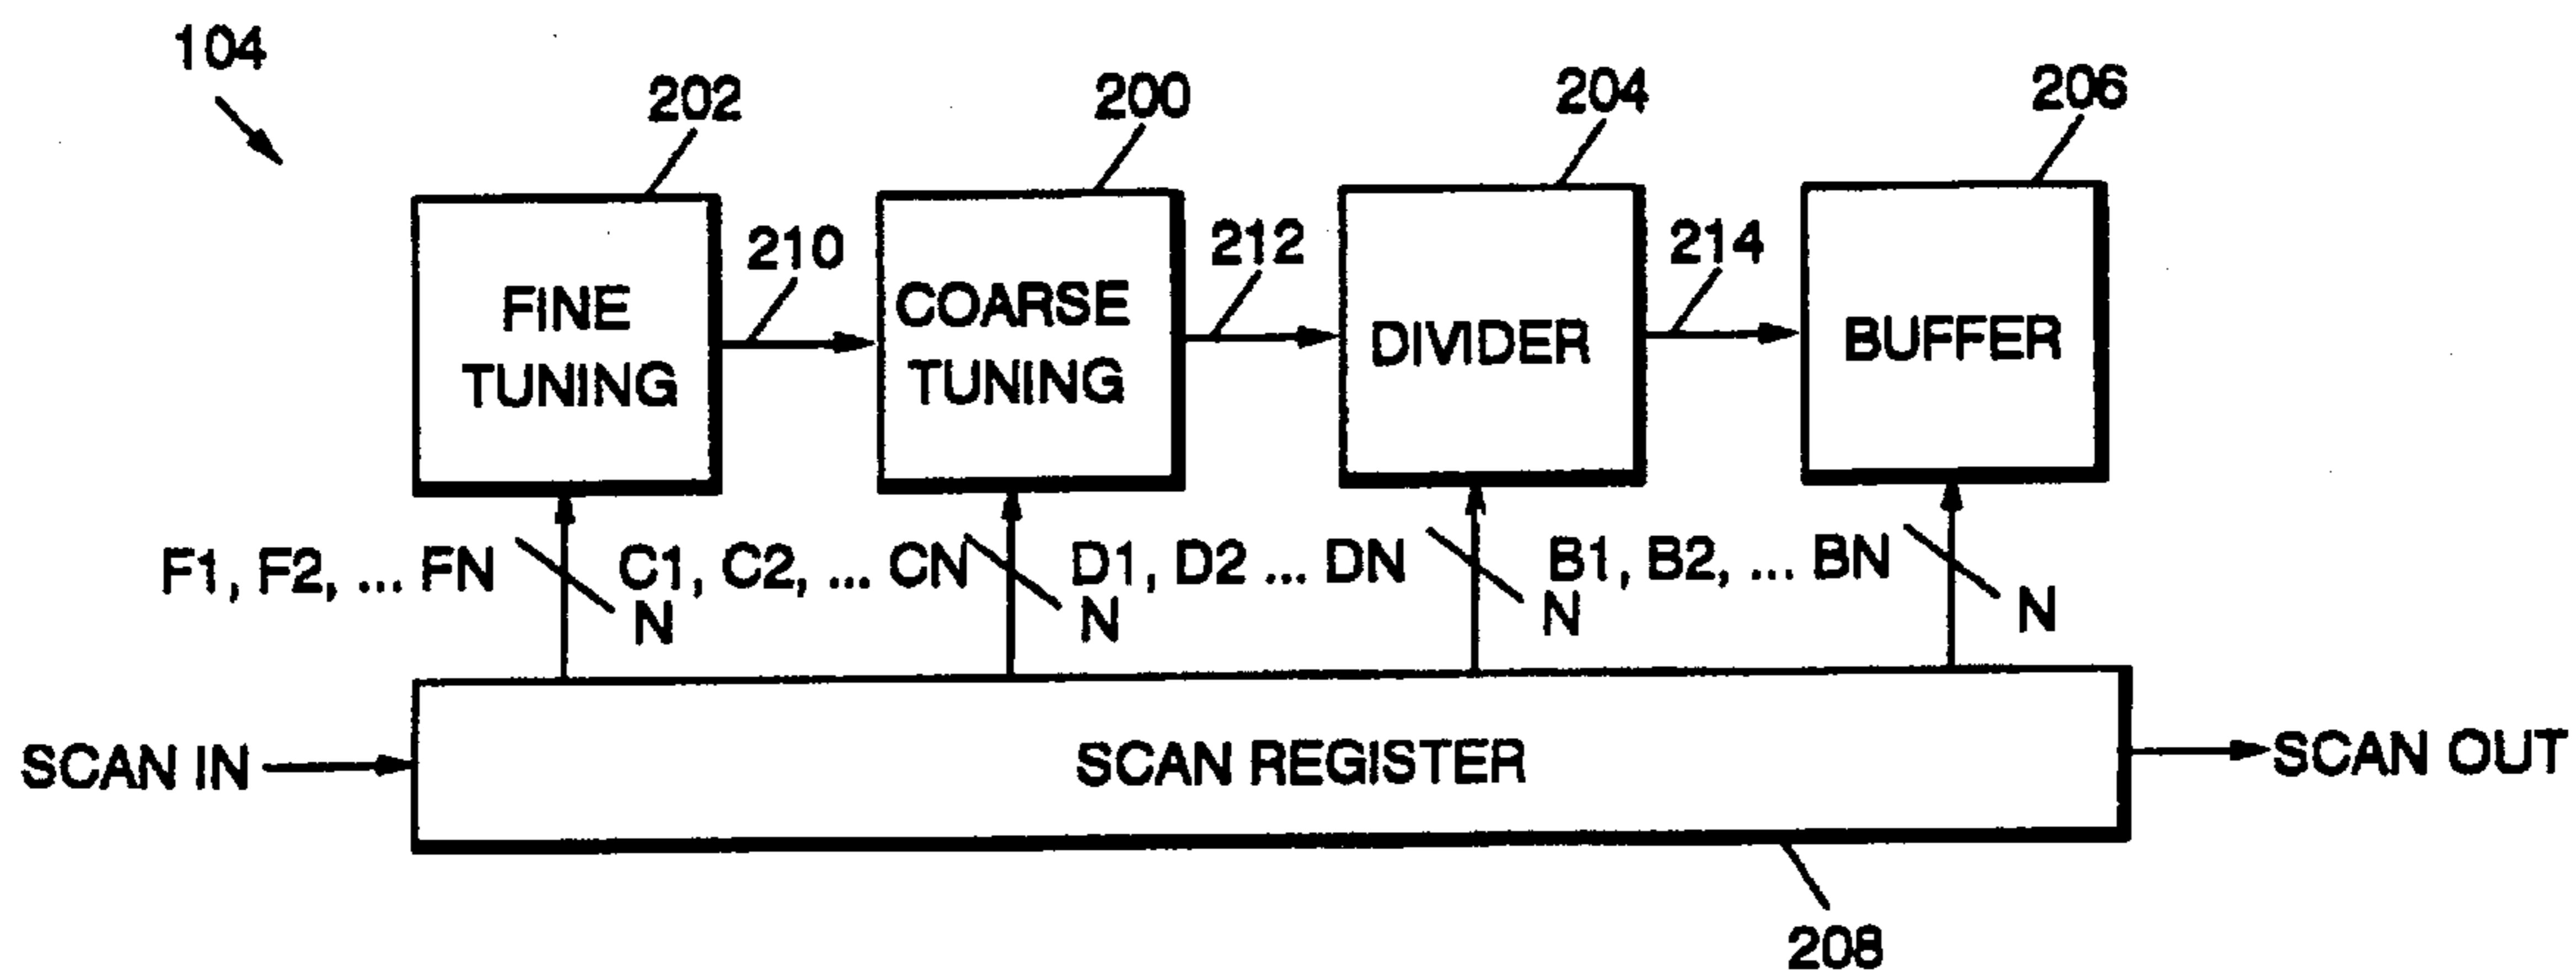 104
202
200
204
206
210
212
214
FINE
TUNING
COARSE
TUNING
DIVIDER
BUFFER
F1, F2, ... FN
N
C1, C2, ... CN
N
D1, D2 ... DN
N
B1, B2, ... BN
N
SCAN IN
SCAN REGISTER
SCAN OUT
208